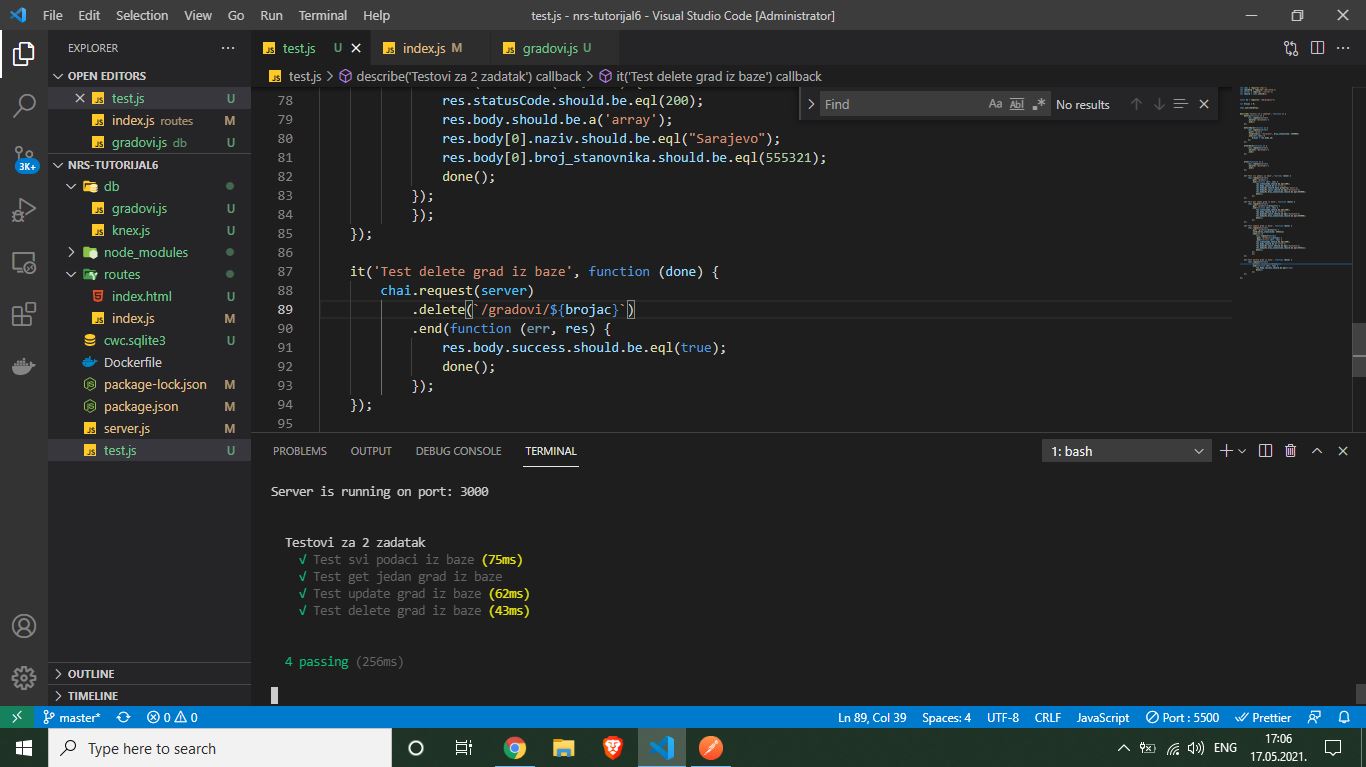 File Edit Selection View Go Run Terminal Help test.js - nrs-tutorijal6 - Visual Studio Code [Administrator]
EXPLORER
OPEN EDITORS
test.js U
index.js routes M
gradovi.js db U
NRS-TUTORIJAL6
db
gradovi.js U
knex.js U
node_modules
routes
index.html U
index.js M
cwc.sqlite3 U
Dockerfile
package-lock.json M
package.json M
server.js M
test.js U
OUTLINE
TIMELINE
3K+
test.js U index.js M gradovi.js U
test.js > describe('Testovi za 2 zadatak') callback > it('Test delete grad iz baze') callback
Find Aa Abl .* No results
78 res.statusCode.should.be.eql(200);
79 res.body.should.be.a('array');
80 res.body[0].naziv.should.be.eql("Sarajevo");
81 res.body[0].broj_stanovnika.should.be.eql(555321);
82 done();
83 });
84 });
85 });
86
87 it('Test delete grad iz baze', function (done) {
88 chai.request(server)
89 .delete(`/gradovi/${brojac}`)
90 .end(function (err, res) {
91 res.body.success.should.be.eql(true);
92 done();
93 });
94 });
95
PROBLEMS OUTPUT DEBUG CONSOLE TERMINAL 1: bash
Server is running on port: 3000
Testovi za 2 zadatak
√ Test svi podaci iz baze (75ms)
√ Test get jedan grad iz baze
√ Test update grad iz baze (62ms)
√ Test delete grad iz baze (43ms)
4 passing (256ms)
master* 0 0 Ln 89, Col 39 Spaces: 4 UTF-8 CRLF JavaScript Port : 5500 Prettier
Type here to search ENG 17:06
17.05.2021.